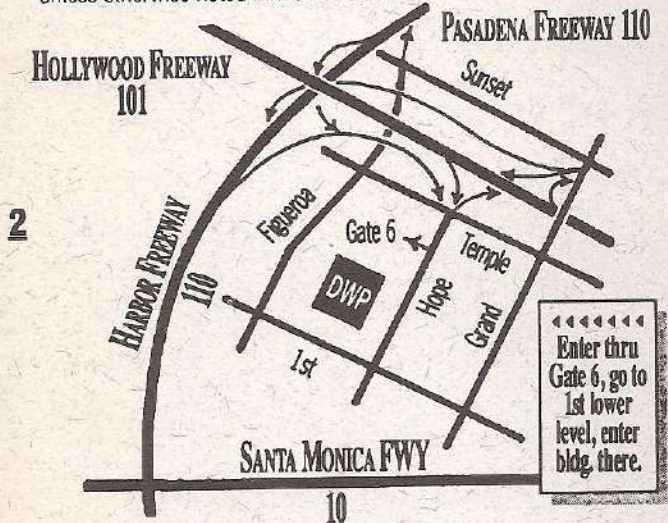 PASADENA FREEWAY 110
HOLLYWOOD FREEWAY
101
Sunset
2
Figueroa
Gate 6
Temple
HARBOR FREEWAY
110
DWP
Hope
Grand
1st
Enter thru
Gate 6, go to
1st lower
level, enter
bldg. there.
SANTA MONICA FWY
10